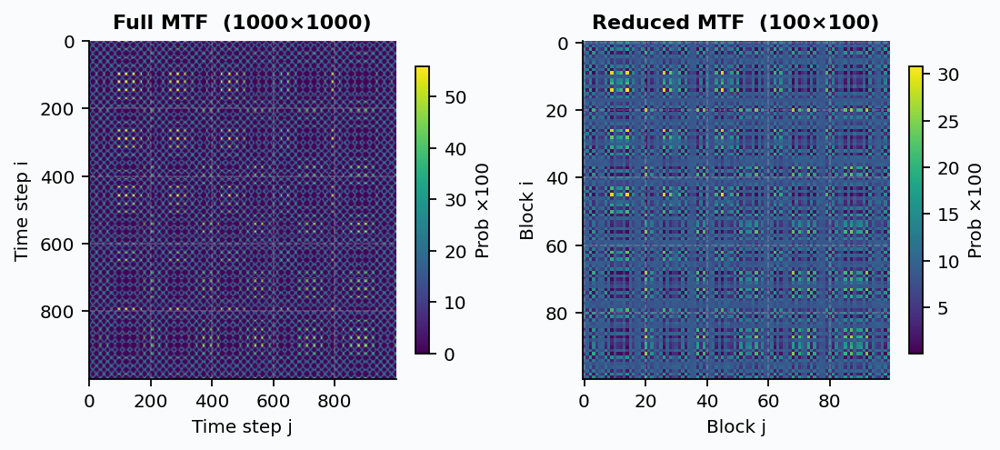 Full MTF (1000×1000)
0
200
400
600
800
Time step i
0 200 400 600 800
Time step j
50
40
30
20
10
0
Prob ×100
Reduced MTF (100×100)
0
20
40
60
80
Block i
0 20 40 60 80
Block j
30
25
20
15
10
5
Prob ×100